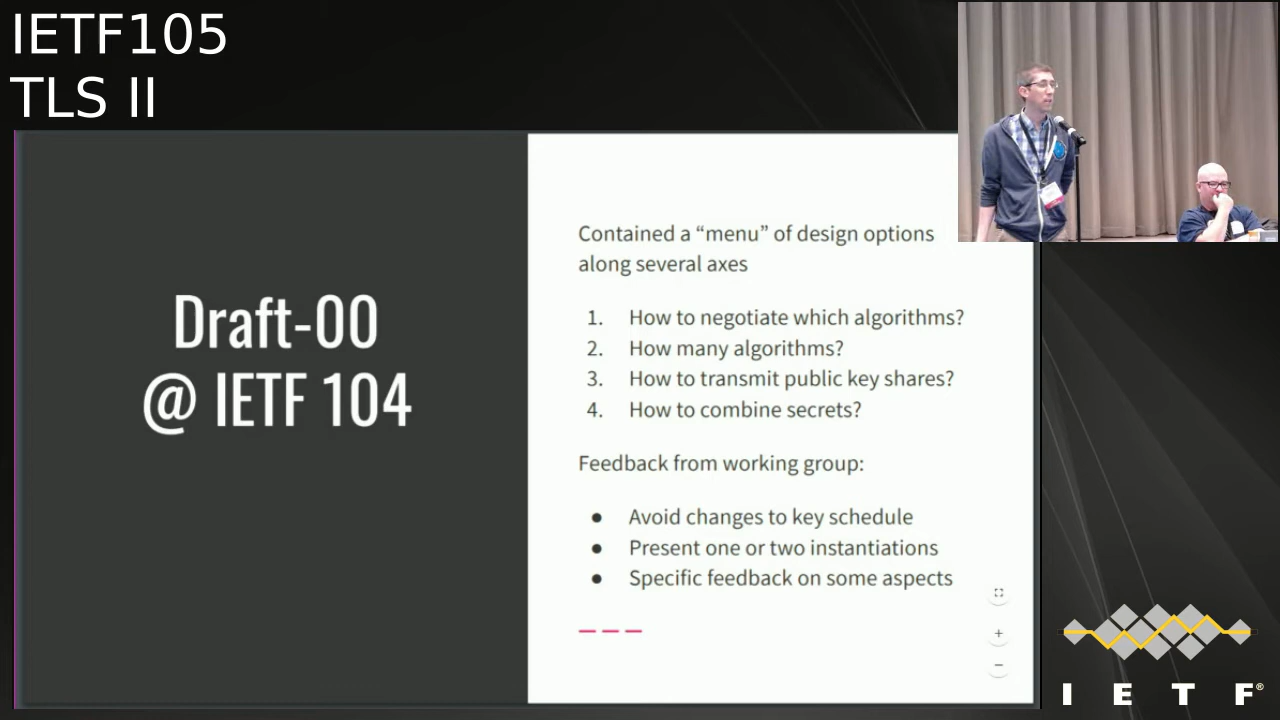 IETF105
TLS II
Draft-00
@ IETF 104
Contained a “menu” of design options
along several axes
1. How to negotiate which algorithms?
2. How many algorithms?
3. How to transmit public key shares?
4. How to combine secrets?
Feedback from working group:
● Avoid changes to key schedule
● Present one or two instantiations
● Specific feedback on some aspects
I E T F®